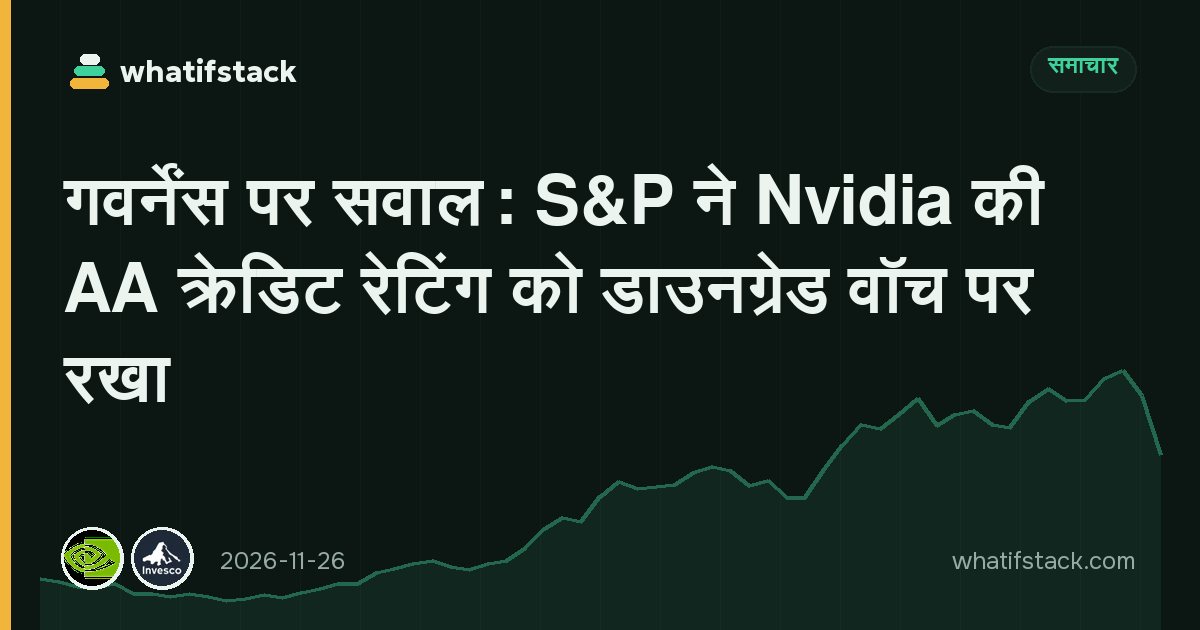 whatifstack
समाचार
गवर्नेंस पर सवाल : S&P ने Nvidia की
AA क्रेडिट रेटिंग को डाउनग्रेड वॉच पर
रखा
Invesco
2026-11-26
whatifstack.com